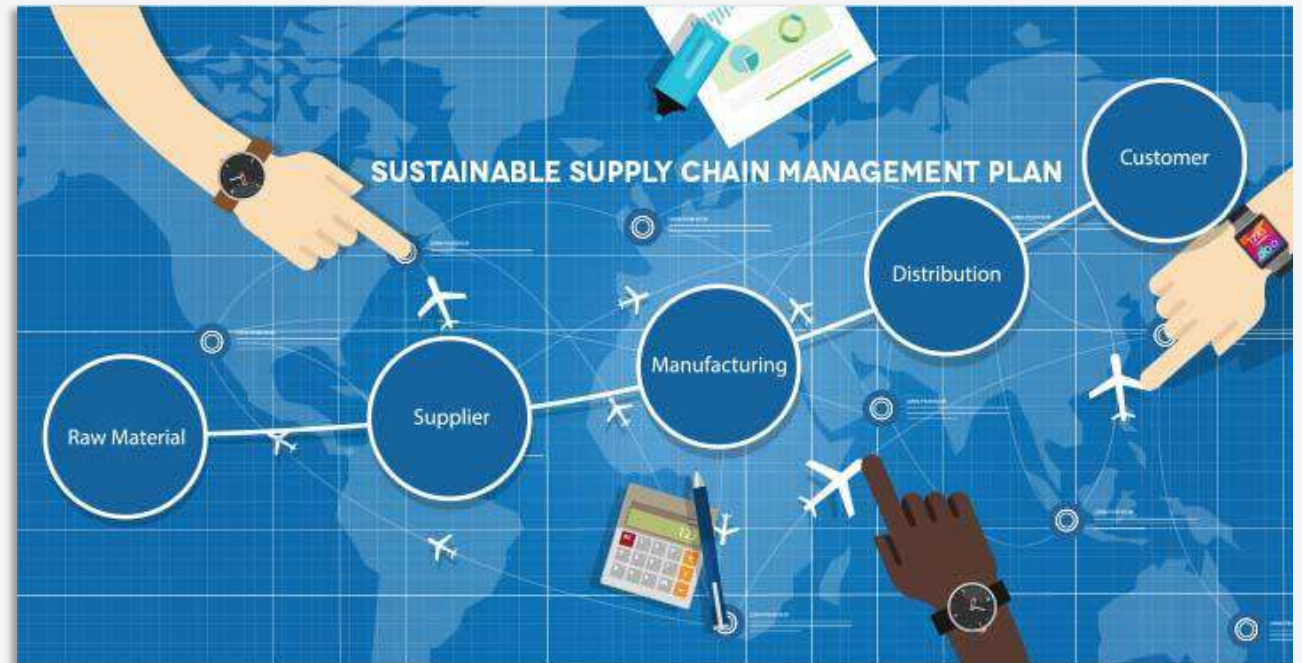 SUSTAINABLE SUPPLY CHAIN MANAGEMENT PLAN
Customer
Distribution
Manufacturing
Supplier
Raw Material